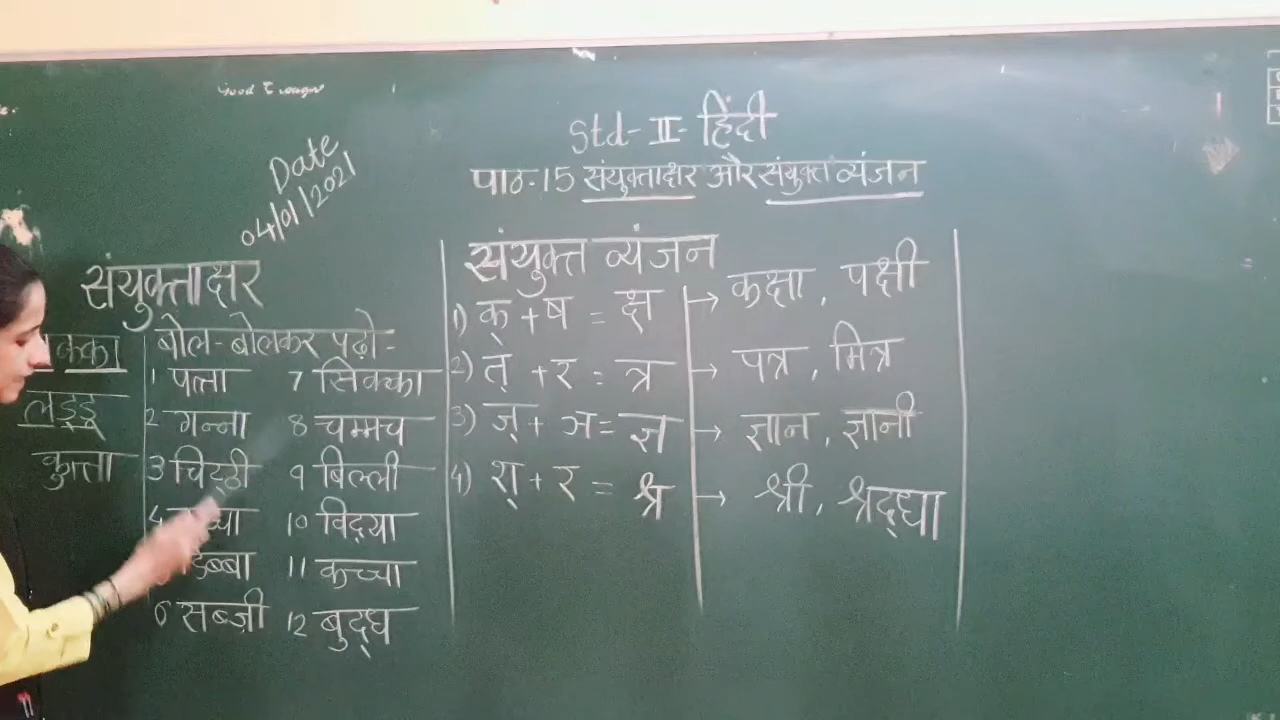 Std-II-हिंदी
Date
04/01/2021
पाठ-15 संयुक्ताक्षर और संयुक्त व्यंजन
संयुक्ताक्षर
लड्डू
कुत्ता
बोल-बोलकर पढ़ो-
1 पत्ता 7 सिक्का
2 गन्ना 8 चम्मच
3 चिट्ठी 9 बिल्ली
4 10 विद्या
डिब्बा 11 कच्चा
6 सब्ज़ी 12 बुद्ध
संयुक्त व्यंजन
1) क् + ष = क्ष → कक्षा, पक्षी
2) त् + र = त्र → पत्र, मित्र
3) ज् + ञ = ज्ञ → ज्ञान, ज्ञानी
4) श् + र = श्र → श्री, श्रद्धा